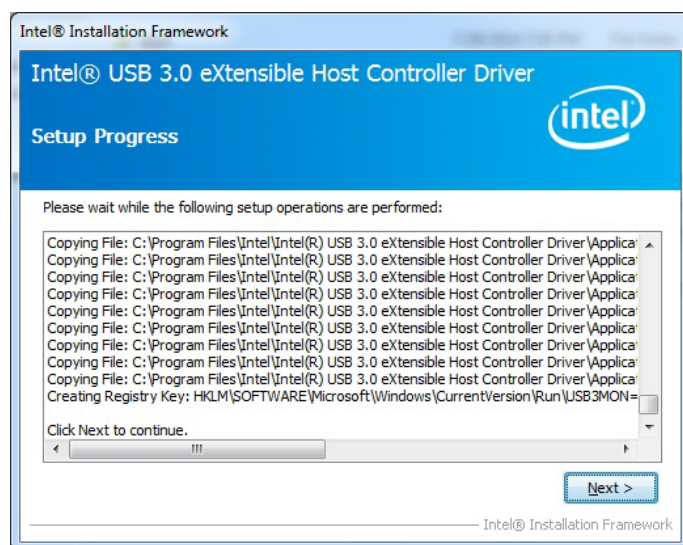 Intel® Installation Framework
Intel® USB 3.0 eXtensible Host Controller Driver
intel
Setup Progress
Please wait while the following setup operations are performed:
Copying File: C:\Program Files\Intel\Intel(R) USB 3.0 eXtensible Host Controller Driver\Applica
Copying File: C:\Program Files\Intel\Intel(R) USB 3.0 eXtensible Host Controller Driver\Applica
Copying File: C:\Program Files\Intel\Intel(R) USB 3.0 eXtensible Host Controller Driver\Applica
Copying File: C:\Program Files\Intel\Intel(R) USB 3.0 eXtensible Host Controller Driver\Applica
Copying File: C:\Program Files\Intel\Intel(R) USB 3.0 eXtensible Host Controller Driver\Applica
Copying File: C:\Program Files\Intel\Intel(R) USB 3.0 eXtensible Host Controller Driver\Applica
Copying File: C:\Program Files\Intel\Intel(R) USB 3.0 eXtensible Host Controller Driver\Applica
Copying File: C:\Program Files\Intel\Intel(R) USB 3.0 eXtensible Host Controller Driver\Applica
Copying File: C:\Program Files\Intel\Intel(R) USB 3.0 eXtensible Host Controller Driver\Applica
Creating Registry Key: HKLM\SOFTWARE\Microsoft\Windows\CurrentVersion\Run\USB3MON=
Click Next to continue.
Next >
Intel® Installation Framework